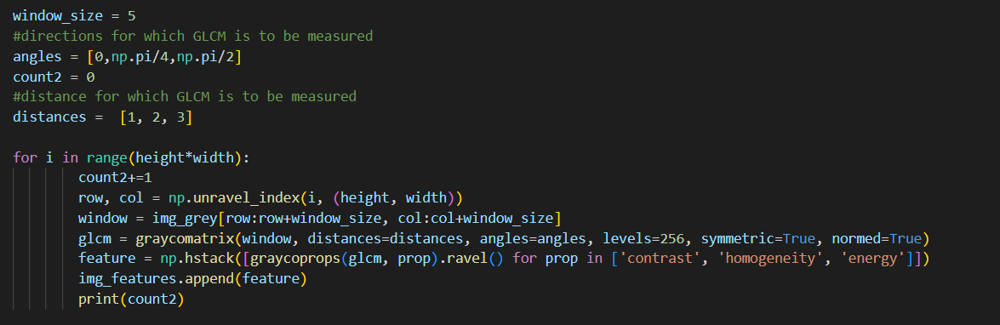 window_size = 5
#directions for which GLCM is to be measured
angles = [0,np.pi/4,np.pi/2]
count2 = 0
#distance for which GLCM is to be measured
distances =  [1, 2, 3]

for i in range(height*width):
        count2+=1
        row, col = np.unravel_index(i, (height, width))
        window = img_grey[row:row+window_size, col:col+window_size]
        glcm = graycomatrix(window, distances=distances, angles=angles, levels=256, symmetric=True, normed=True)
        feature = np.hstack([graycoprops(glcm, prop).ravel() for prop in ['contrast', 'homogeneity', 'energy']])
        img_features.append(feature)
        print(count2)